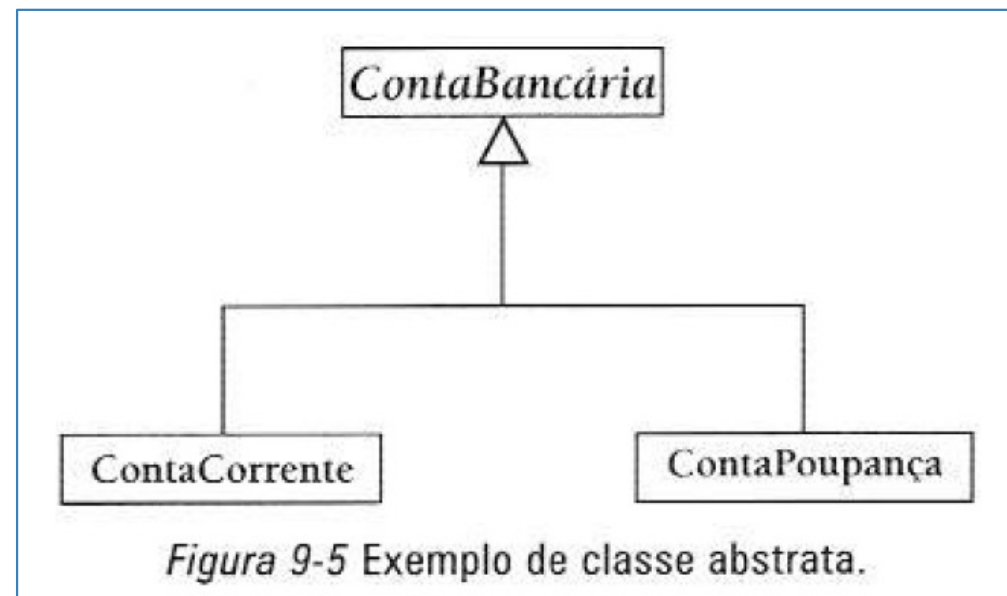 ContaBancária
ContaCorrente
ContaPoupança
Figura 9-5 Exemplo de classe abstrata.